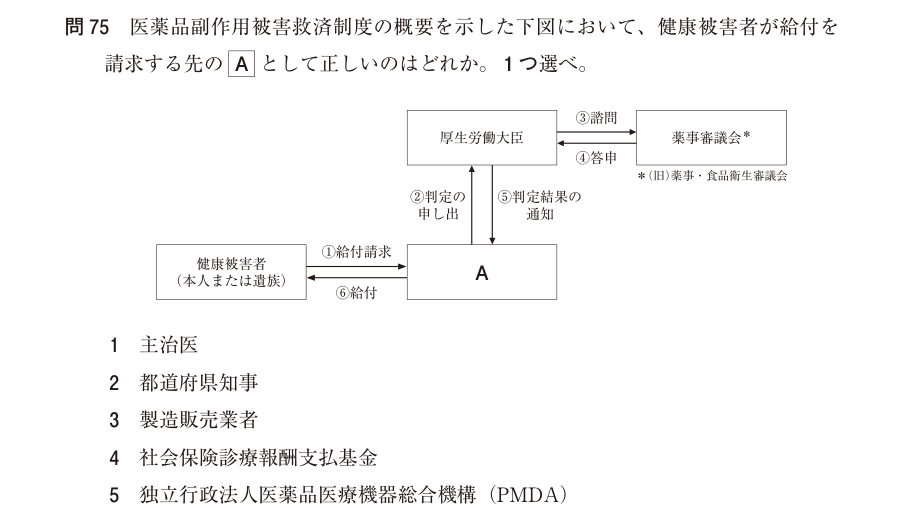 問75 医薬品副作用被害救済制度の概要を示した下図において、健康被害者が給付を
請求する先の A として正しいのはどれか。1つ選べ。
厚生労働大臣
③諮問
④答申
薬事審議会*
*(旧)薬事・食品衛生審議会
②判定の
申し出
⑤判定結果の
通知
健康被害者
(本人または遺族)
①給付請求
⑥給付
A
1 主治医
2 都道府県知事
3 製造販売業者
4 社会保険診療報酬支払基金
5 独立行政法人医薬品医療機器総合機構(PMDA)